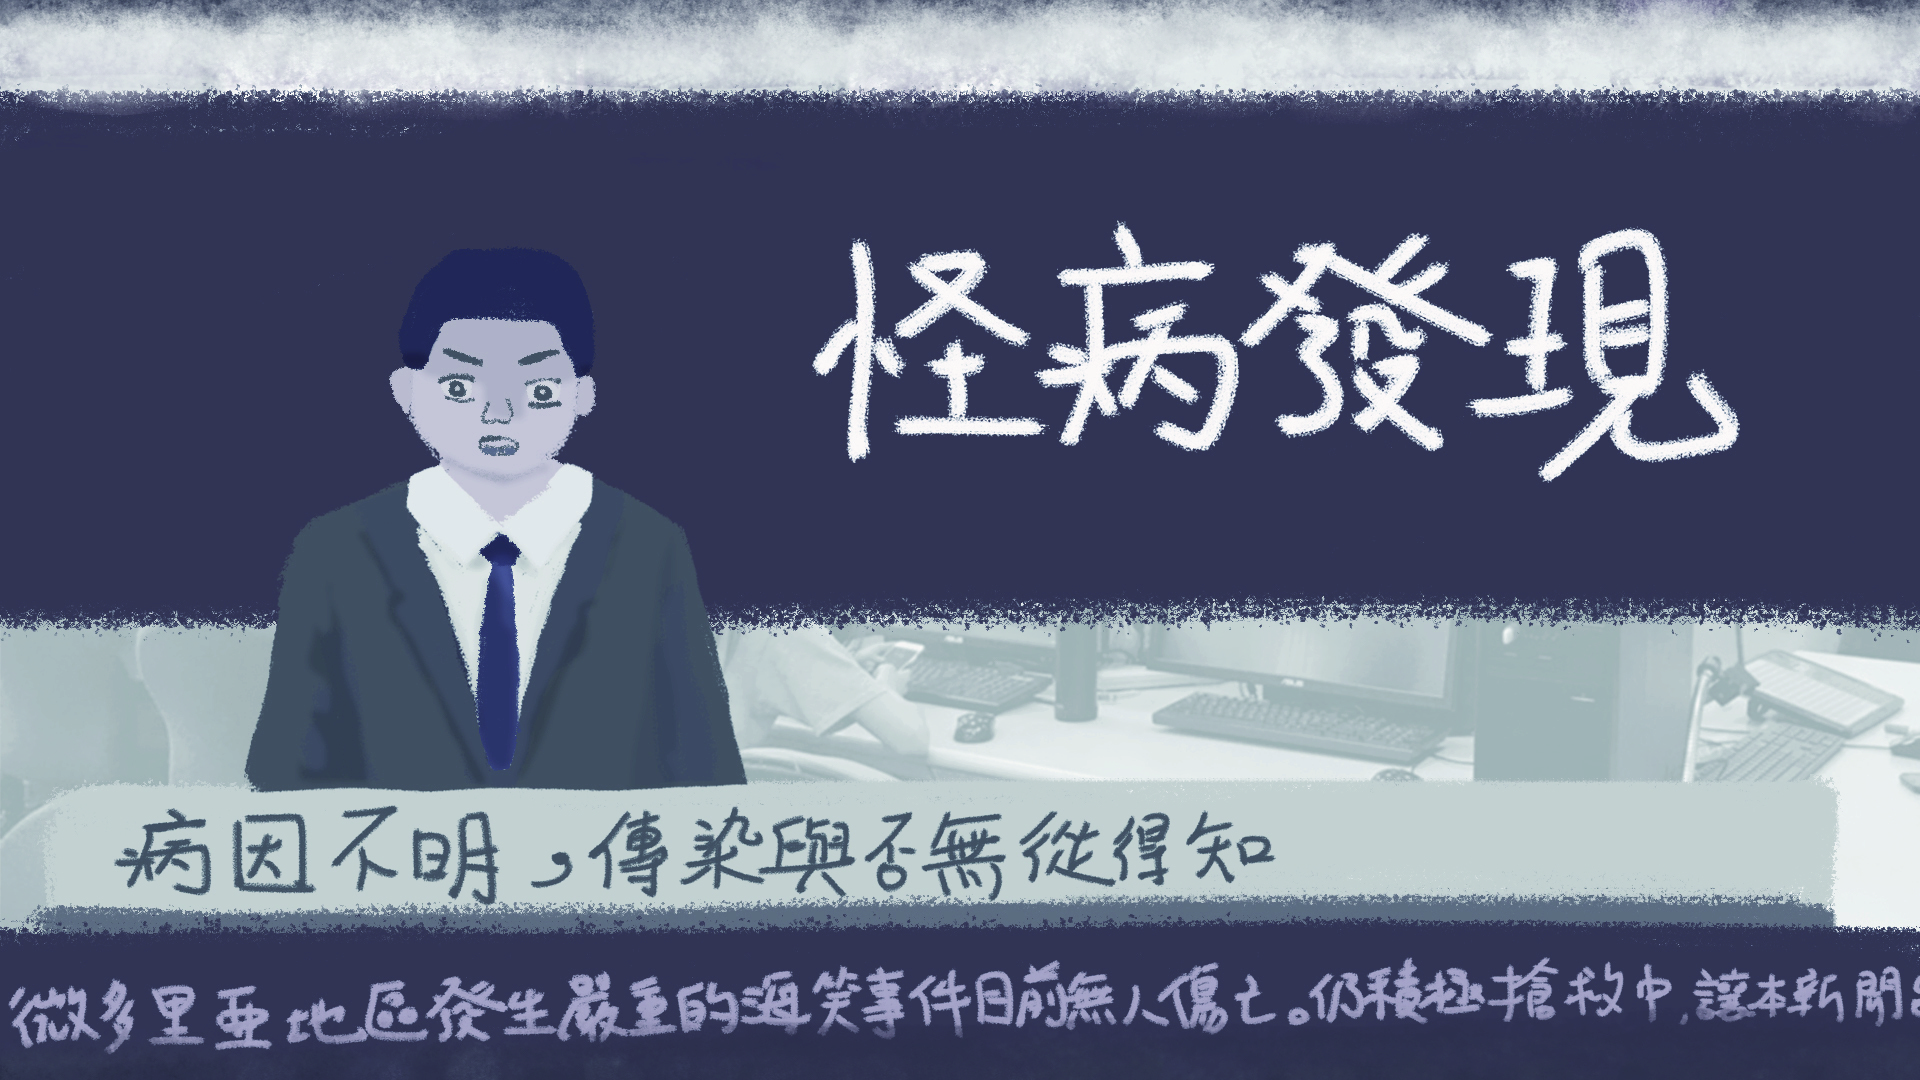 怪病發現
病因不明，傳染與否無從得知
微多里亞地區發生嚴重的海笑事件目前無人傷亡。仍積極搶救中,讓本新聞